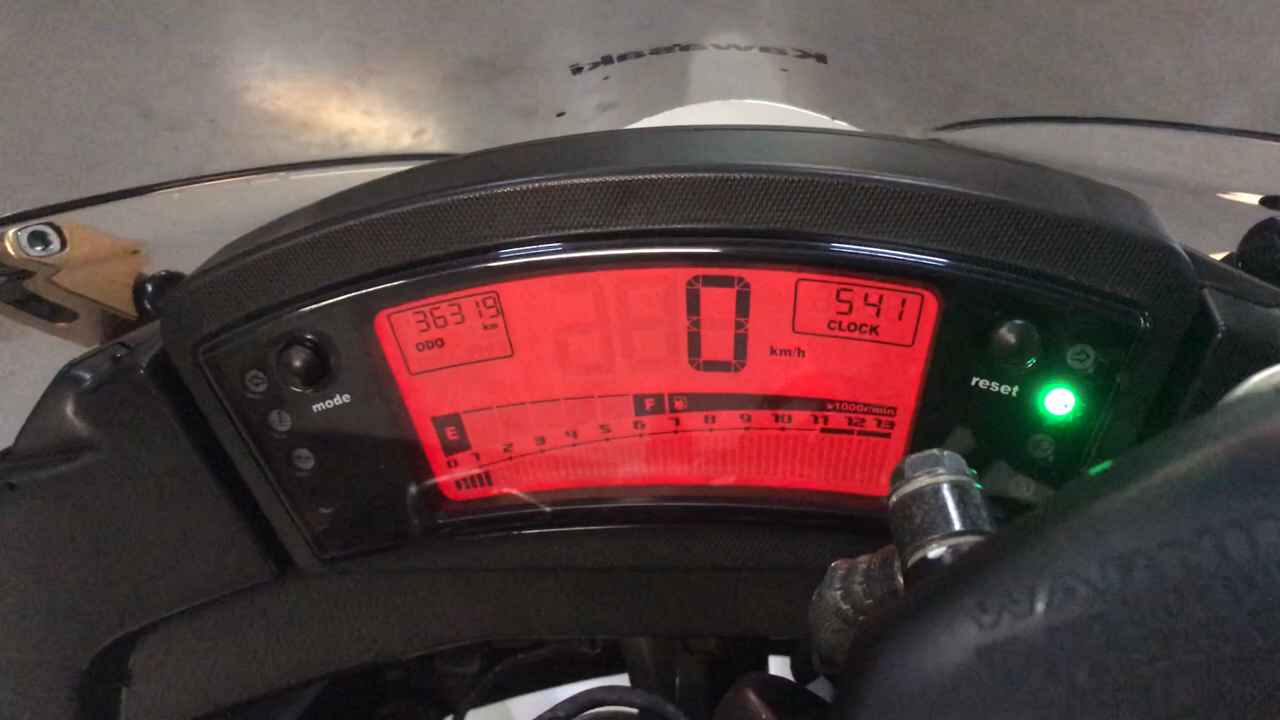 Kawasaki
36319
km
ODO
0
km/h
541
CLOCK
mode
reset
E
F
x1000r/min
0 1 2 3 4 5 6 7 8 9 10 11 12 13